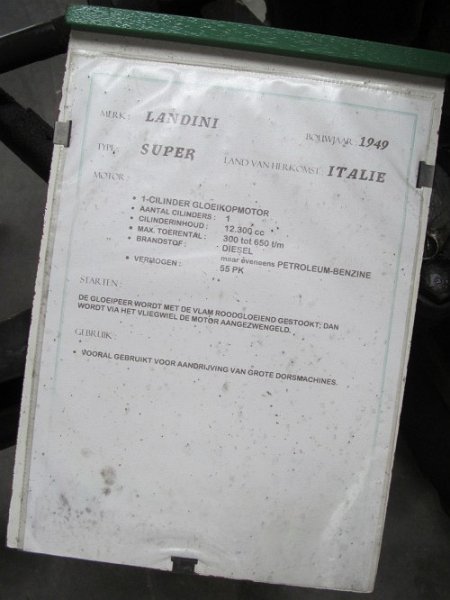 MERK: LANDINI BOUWJAAR: 1949
TYPE: SUPER LAND VAN HERKOMST: ITALIE
MOTOR:
• 1-CILINDER GLOEIKOPMOTOR
• AANTAL CILINDERS: 1
• CILINDERINHOUD: 12.300 cc
• MAX. TOERENTAL: 300 tot 650 t/m
• BRANDSTOF: DIESEL
maar eveneens PETROLEUM-BENZINE
• VERMOGEN: 55 PK
STARTEN:
DE GLOEIPEER WORDT MET DE VLAM ROODGLOEIEND GESTOOKT; DAN
WORDT VIA HET VLIEGWIEL DE MOTOR AANGEZWENGELD.
GEBRUIK:
• VOORAL GEBRUIKT VOOR AANDRIJVING VAN GROTE DORSMACHINES.